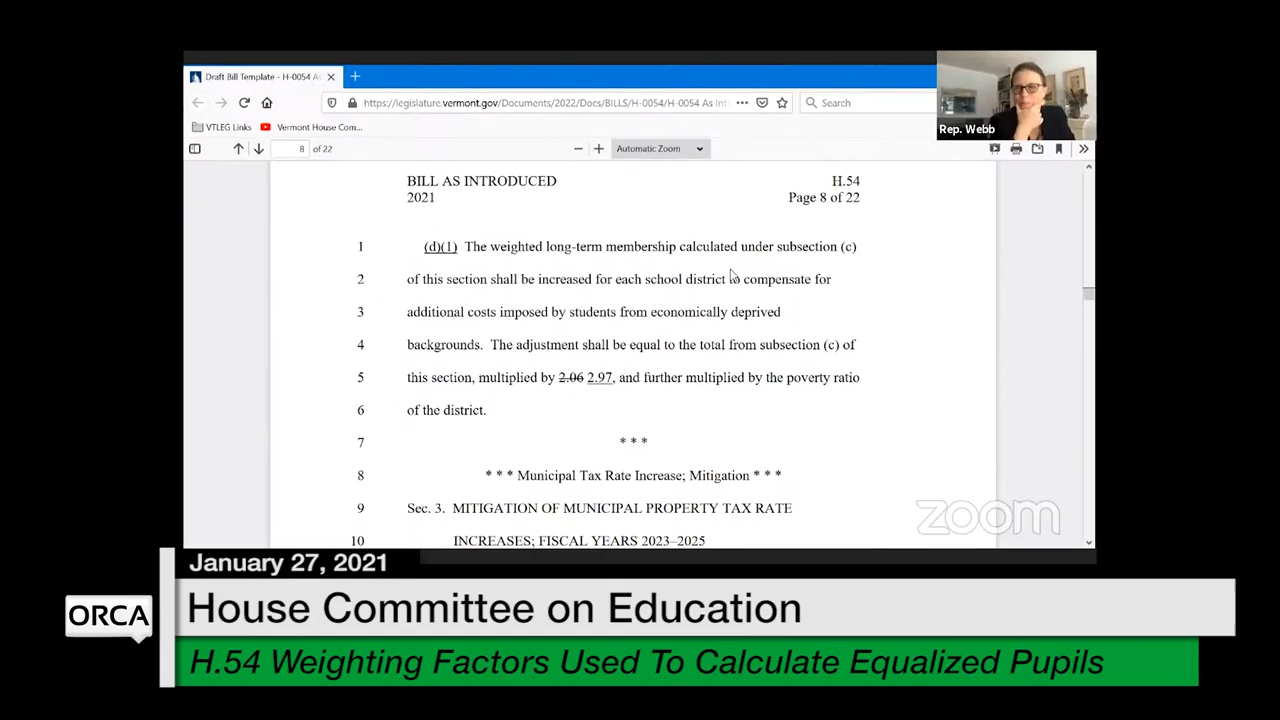 Draft Bill Template - H-0054 As
https://legislature.vermont.gov/Documents/2022/Docs/BILLS/H-0054/H-0054 As Int
Search
VTLEG Links
Vermont House Com...
Rep. Webb
8 of 22
Automatic Zoom
BILL AS INTRODUCED H.54
2021 Page 8 of 22
1 (d)(1) The weighted long-term membership calculated under subsection (c)
2 of this section shall be increased for each school district to compensate for
3 additional costs imposed by students from economically deprived
4 backgrounds. The adjustment shall be equal to the total from subsection (c) of
5 this section, multiplied by 2.06 2.97, and further multiplied by the poverty ratio
6 of the district.
7 * * *
8 * * * Municipal Tax Rate Increase; Mitigation * * *
9 Sec. 3. MITIGATION OF MUNICIPAL PROPERTY TAX RATE
10 INCREASES; FISCAL YEARS 2023–2025
zoom
January 27, 2021
ORCA
House Committee on Education
H.54 Weighting Factors Used To Calculate Equalized Pupils